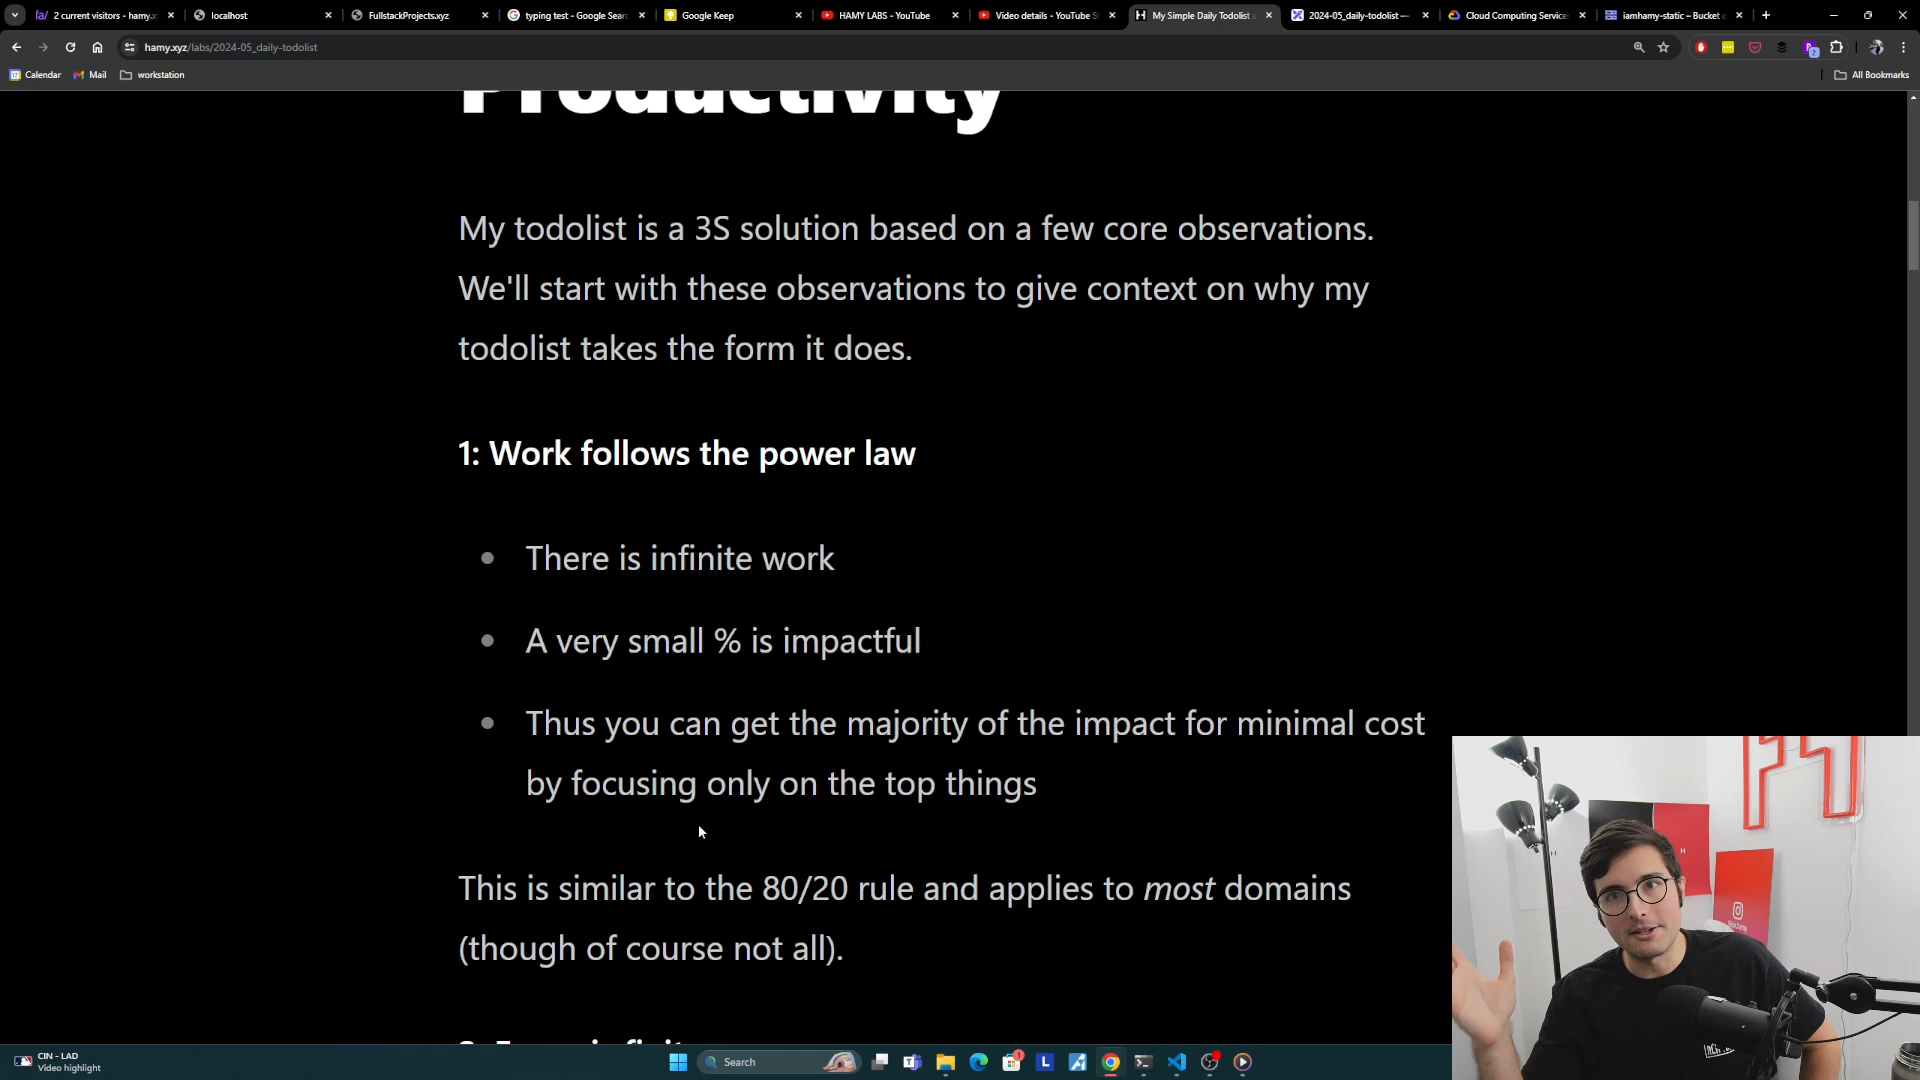 2 current visitors - hamy.x
localhost
FullstackProjects.xyz
typing test - Google Sear
Google Keep
HAMY LABS - YouTube
Video details - YouTube S
My Simple Daily Todolist a
2024-05_daily-todolist —
Cloud Computing Service
iamhamy-static – Bucket d
hamy.xyz/labs/2024-05_daily-todolist
Calendar
Mail
workstation
All Bookmarks
Productivity
My todolist is a 3S solution based on a few core observations.
We'll start with these observations to give context on why my
todolist takes the form it does.
1: Work follows the power law
There is infinite work
A very small % is impactful
Thus you can get the majority of the impact for minimal cost
by focusing only on the top things
This is similar to the 80/20 rule and applies to most domains
(though of course not all).
CIN - LAD
Video highlight
Search